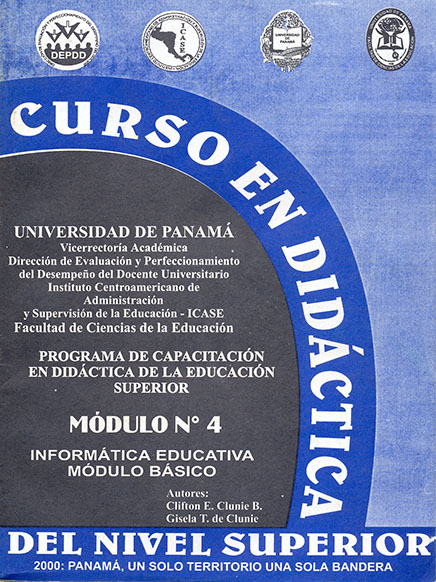 DEPDD
ICASE
UNIVERSIDAD
DE
PANAMÁ
CURSO EN DIDÁCTICA
UNIVERSIDAD DE PANAMÁ
Vicerrectoría Académica
Dirección de Evaluación y Perfeccionamiento
del Desempeño del Docente Universitario
Instituto Centroamericano de
Administración
y Supervisión de la Educación - ICASE
Facultad de Ciencias de la Educación
PROGRAMA DE CAPACITACIÓN
EN DIDÁCTICA DE LA EDUCACIÓN
SUPERIOR
MÓDULO N° 4
INFORMÁTICA EDUCATIVA
MÓDULO BÁSICO
Autores:
Clifton E. Clunie B.
Gisela T. de Clunie
DEL NIVEL SUPERIOR
2000: PANAMÁ, UN SOLO TERRITORIO UNA SOLA BANDERA